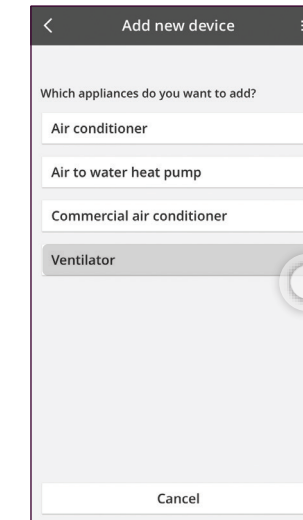 Add new device
Which appliances do you want to add?
Air conditioner
Air to water heat pump
Commercial air conditioner
Ventilator
Cancel